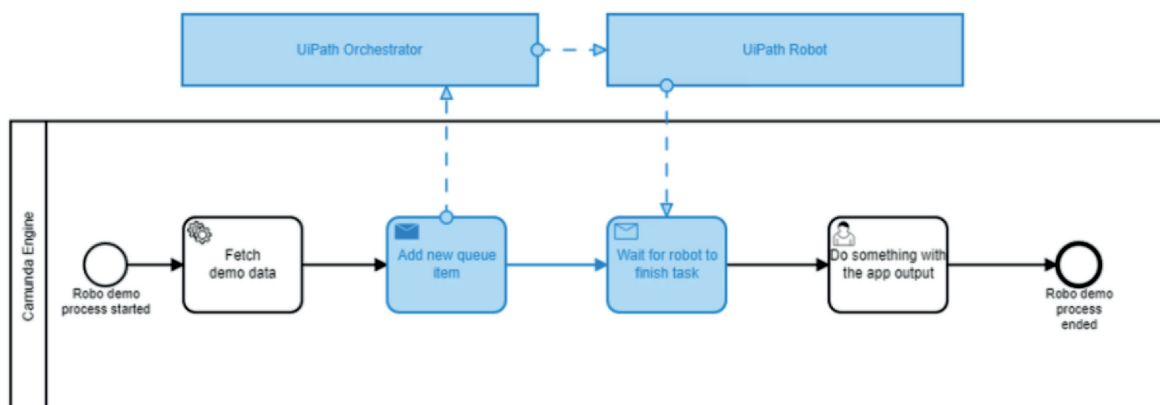 UiPath Orchestrator
UiPath Robot
Camunda Engine
Robo demo
process started
Fetch
demo data
Add new queue
item
Wait for robot to
finish task
Do something with
the app output
Robo demo
process
ended